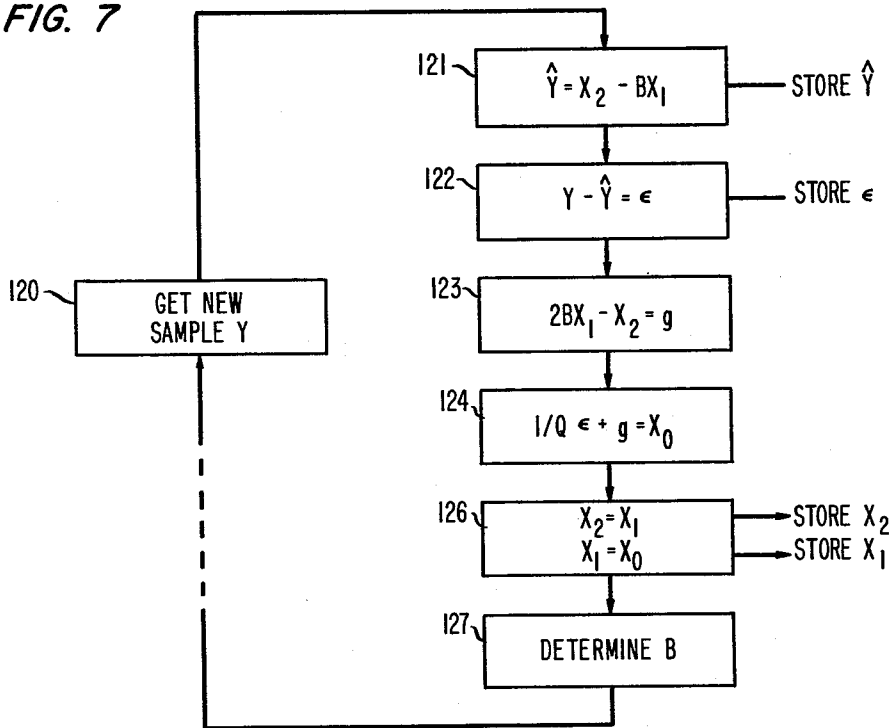 FIG. 7
121
Ŷ = X₂ - BX₁
STORE Ŷ
122
Y - Ŷ = ϵ
STORE ϵ
123
2BX₁ - X₂ = g
120
GET NEW
SAMPLE Y
124
1/Q ϵ + g = X₀
126
X₂ = X₁
X₁ = X₀
STORE X₂
STORE X₁
127
DETERMINE B